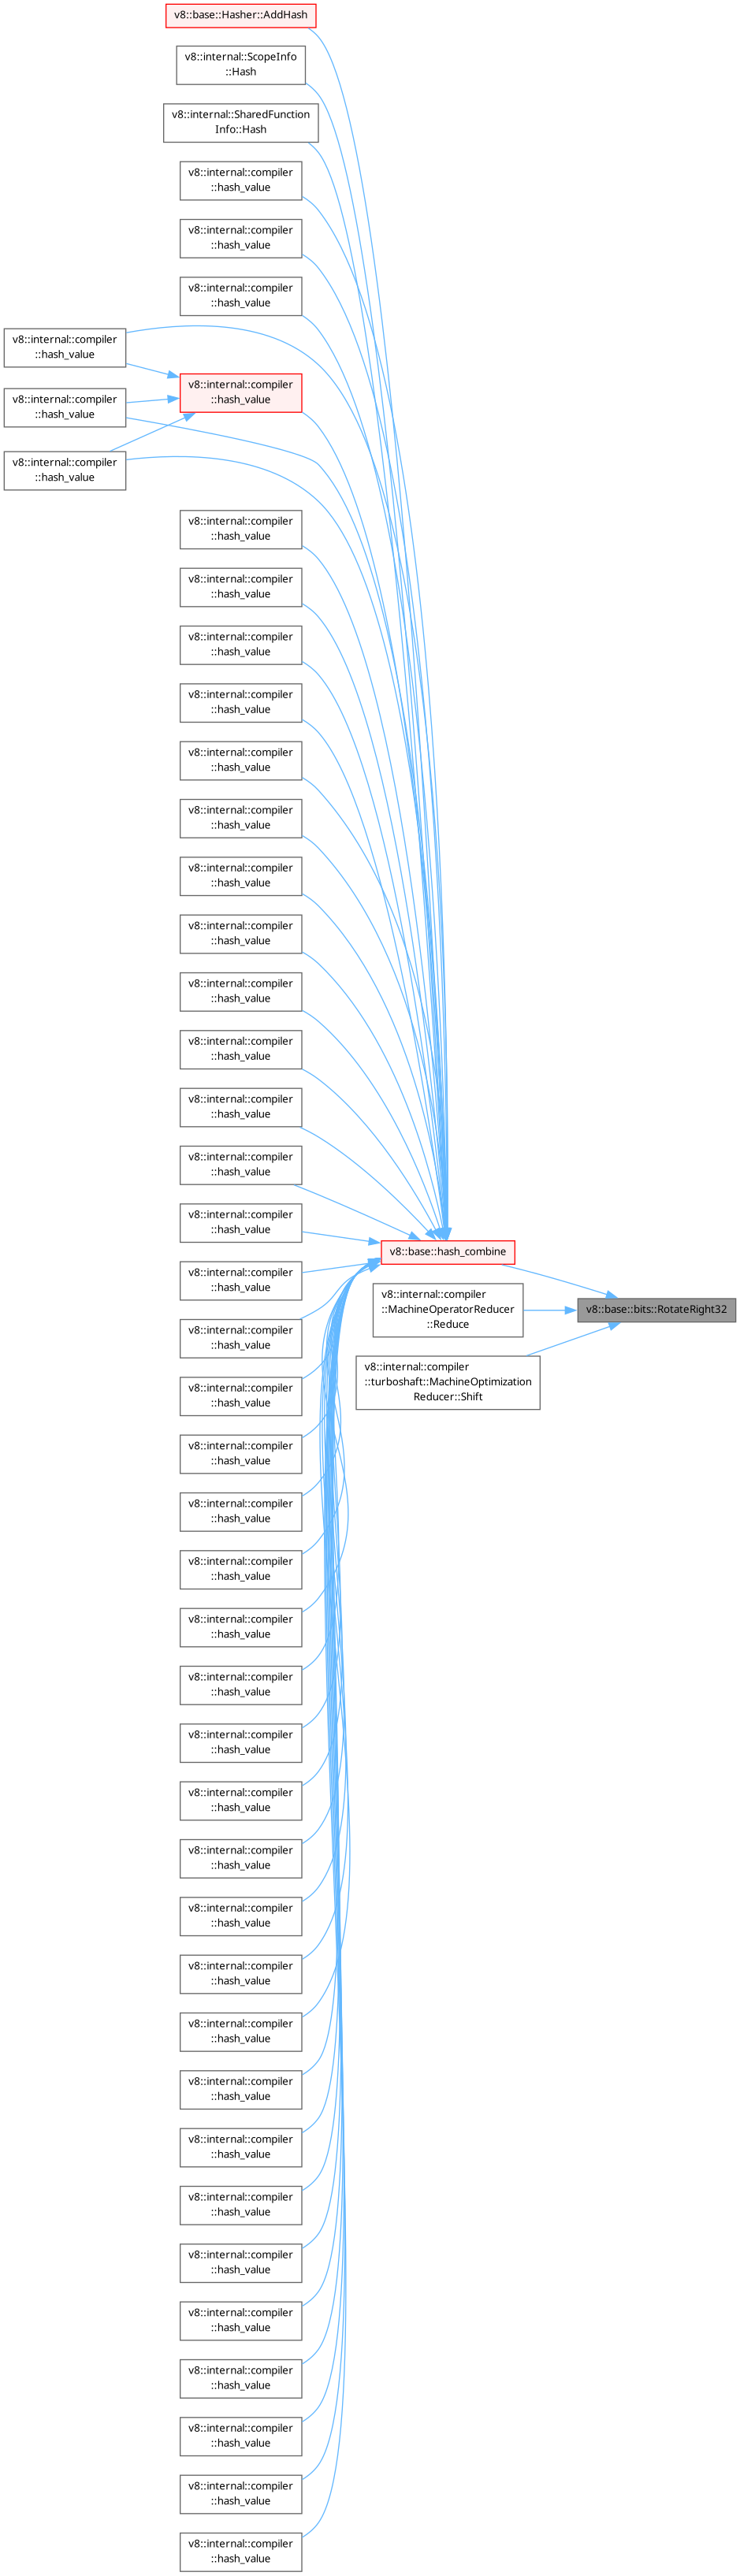 v8::base::Hasher::AddHash
v8::internal::ScopeInfo
::Hash
v8::internal::SharedFunction
Info::Hash
v8::internal::compiler
::hash_value
v8::internal::compiler
::hash_value
v8::internal::compiler
::hash_value
v8::internal::compiler
::hash_value
v8::internal::compiler
::hash_value
v8::internal::compiler
::hash_value
v8::internal::compiler
::hash_value
v8::internal::compiler
::hash_value
v8::internal::compiler
::hash_value
v8::internal::compiler
::hash_value
v8::internal::compiler
::hash_value
v8::internal::compiler
::hash_value
v8::internal::compiler
::hash_value
v8::internal::compiler
::hash_value
v8::internal::compiler
::hash_value
v8::internal::compiler
::hash_value
v8::internal::compiler
::hash_value
v8::internal::compiler
::hash_value
v8::internal::compiler
::hash_value
v8::internal::compiler
::hash_value
v8::base::hash_combine
v8::internal::compiler
::hash_value
v8::internal::compiler
::MachineOperatorReducer
::Reduce
v8::base::bits::RotateRight32
v8::internal::compiler
::hash_value
v8::internal::compiler
::turboshaft::MachineOptimization
Reducer::Shift
v8::internal::compiler
::hash_value
v8::internal::compiler
::hash_value
v8::internal::compiler
::hash_value
v8::internal::compiler
::hash_value
v8::internal::compiler
::hash_value
v8::internal::compiler
::hash_value
v8::internal::compiler
::hash_value
v8::internal::compiler
::hash_value
v8::internal::compiler
::hash_value
v8::internal::compiler
::hash_value
v8::internal::compiler
::hash_value
v8::internal::compiler
::hash_value
v8::internal::compiler
::hash_value
v8::internal::compiler
::hash_value
v8::internal::compiler
::hash_value
v8::internal::compiler
::hash_value
v8::internal::compiler
::hash_value
v8::internal::compiler
::hash_value
v8::internal::compiler
::hash_value
v8::internal::compiler
::hash_value
v8::internal::compiler
::hash_value